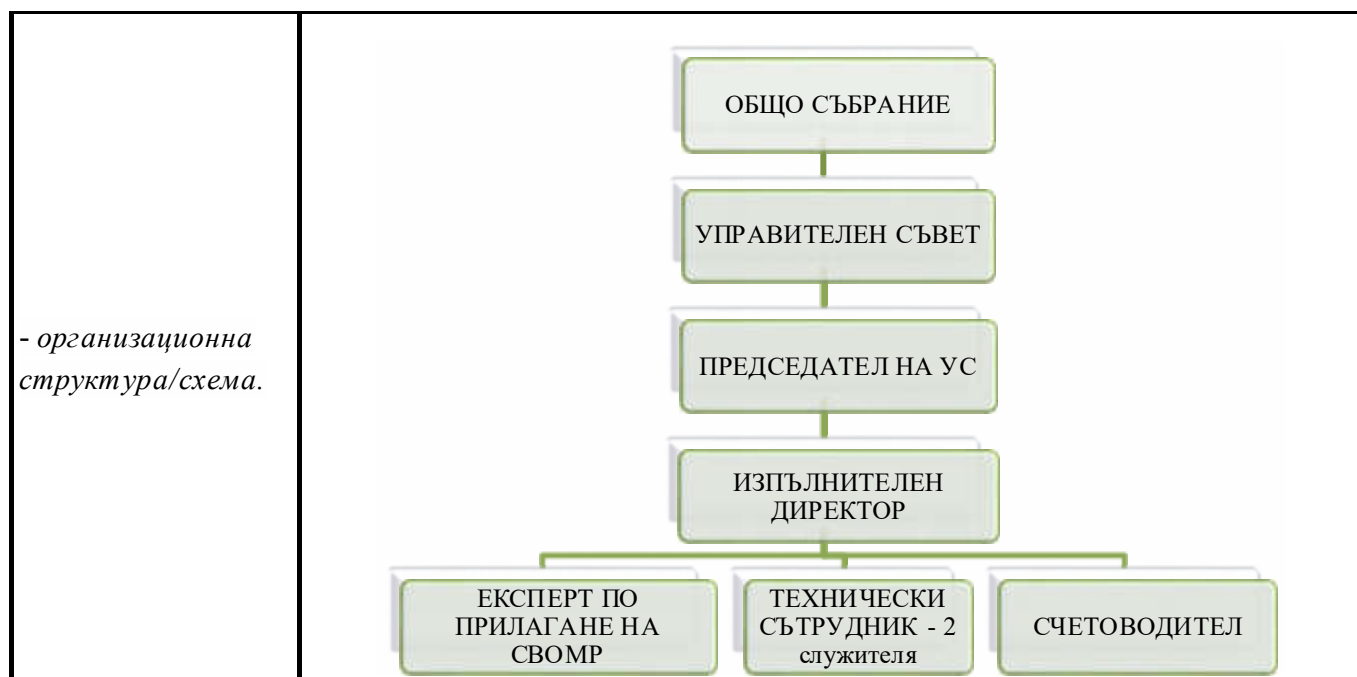 - организационна
структура/схема.
ОБЩО СЪБРАНИЕ
УПРАВИТЕЛЕН СЪВЕТ
ПРЕДСЕДАТЕЛ НА УС
ИЗПЪЛНИТЕЛЕН
ДИРЕКТОР
ЕКСПЕРТ ПО
ПРИЛАГАНЕ НА
СВОМР
ТЕХНИЧЕСКИ
СЪТРУДНИК - 2
служителя
СЧЕТОВОДИТЕЛ